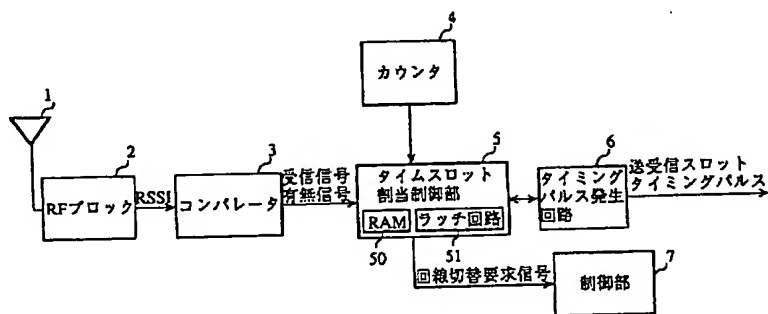 4
カウンタ
1
2
RFブロック
RSSI
3
コンパレータ
受信信号
有無信号
5
タイムスロット
割当制御部
RAM
ラッチ回路
50
51
6
タイミング
パルス発生
回路
送受信スロット
タイミングパルス
回線切替要求信号
7
制御部